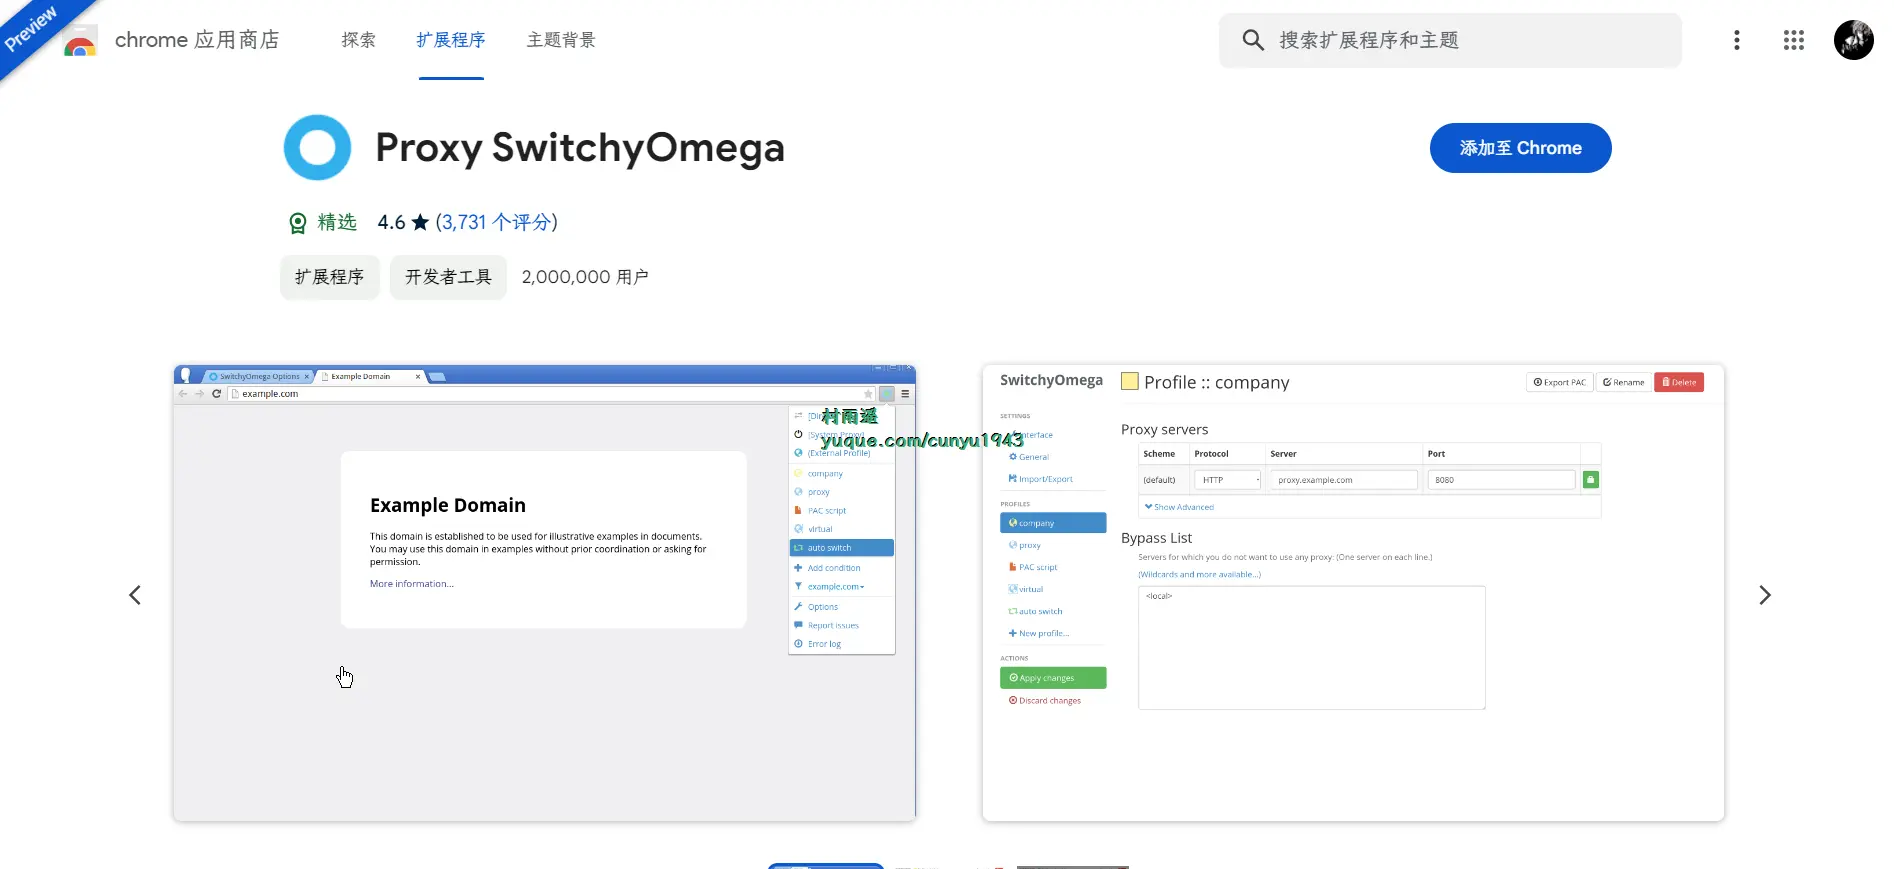 Preview
chrome 应用商店
探索
扩展程序
主题背景
搜索扩展程序和主题
Proxy SwitchyOmega
添加至 Chrome
精选 4.6 ★ (3,731 个评分)
扩展程序
开发者工具
2,000,000 用户
SwitchyOmega Options
Example Domain
example.com
村雨遥
yuque.com/cunyu1943
[System Proxy]
(External Profile)
company
proxy
PAC script
virtual
auto switch
Add condition
example.com
Options
Report issues
Error log
Example Domain
This domain is established to be used for illustrative examples in documents.
You may use this domain in examples without prior coordination or asking for
permission.
More information...
SwitchyOmega
SETTINGS
Interface
General
Import/Export
PROFILES
company
proxy
PAC script
virtual
auto switch
New profile...
ACTIONS
Apply changes
Discard changes
Profile :: company
Export PAC
Rename
Delete
Proxy servers
Scheme Protocol Server Port
(default) HTTP proxy.example.com 8080
Show Advanced
Bypass List
Servers for which you do not want to use any proxy: (One server on each line.)
(Wildcards and more available...)
<local>